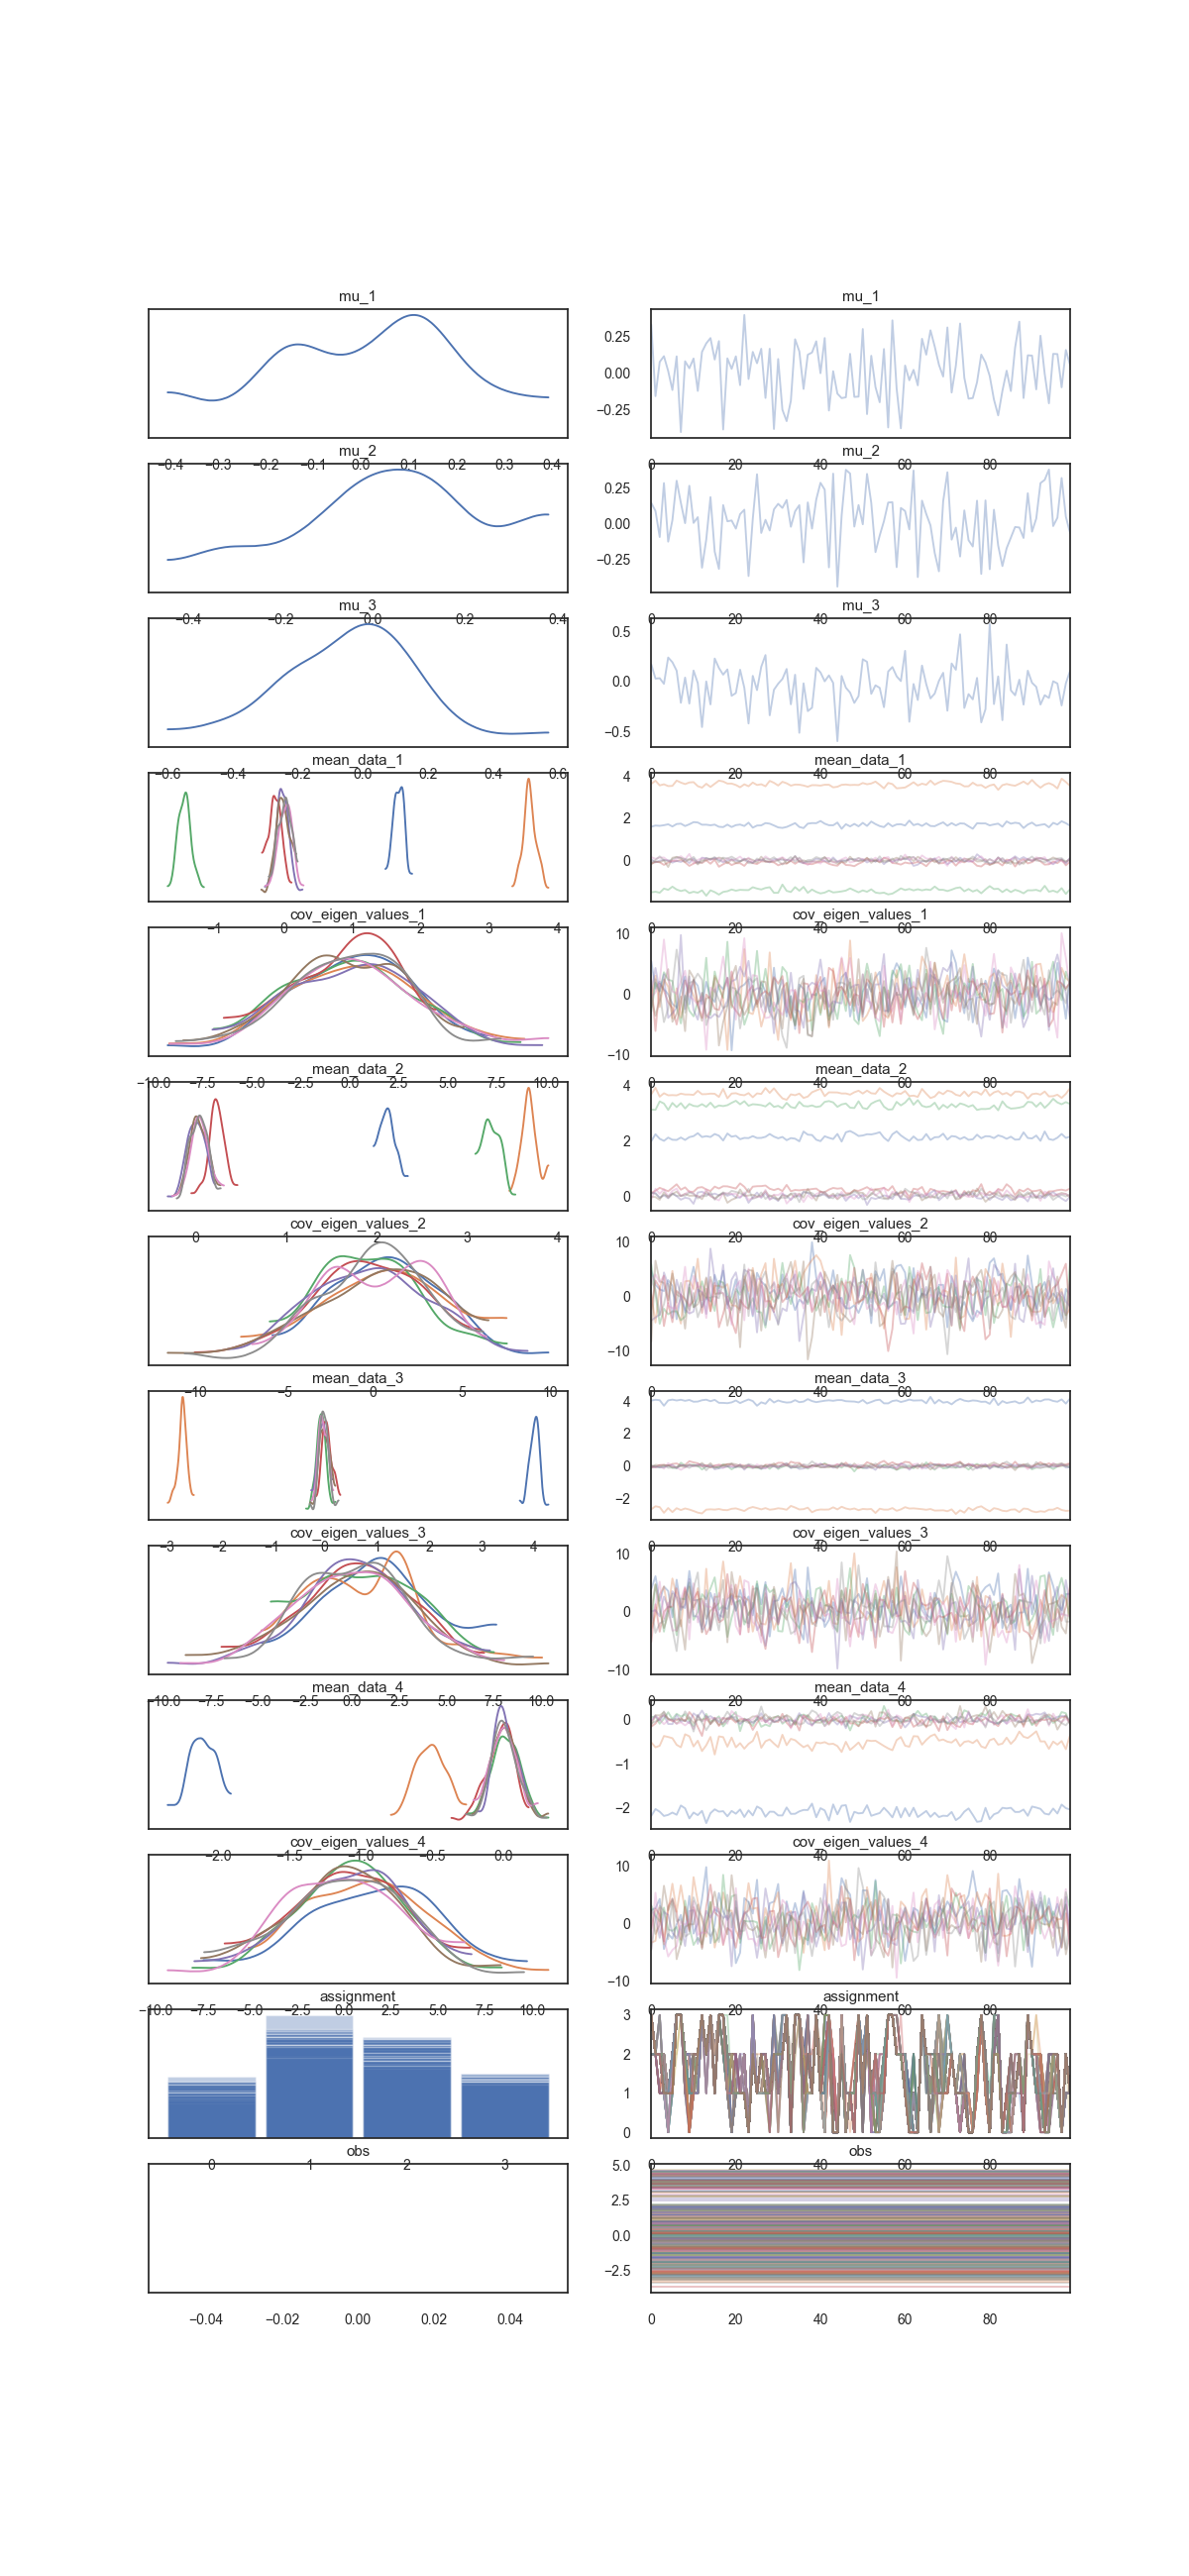 mu_1 mu_1
0.25
0.00
−0.25
mu_2 mu_2
−0.4 −0.3 −0.2 −0.1 0.0 0.1 0.2 0.3 0.4 0 20 40 60 80
0.25
0.00
−0.25
mu_3 mu_3
−0.4 −0.2 0.0 0.2 0.4 0 20 40 60 80
0.5
0.0
−0.5
mean_data_1 mean_data_1
−0.6 −0.4 −0.2 0.0 0.2 0.4 0.6 0 20 40 60 80
4
2
0
cov_eigen_values_1 cov_eigen_values_1
−1 0 1 2 3 4 0 20 40 60 80
10
0
−10
mean_data_2 mean_data_2
−10.0 −7.5 −5.0 −2.5 0.0 2.5 5.0 7.5 10.0 0 20 40 60 80
4
2
0
cov_eigen_values_2 cov_eigen_values_2
0 1 2 3 4 0 20 40 60 80
10
0
−10
mean_data_3 mean_data_3
−10 −5 0 5 10 0 20 40 60 80
4
2
0
−2
cov_eigen_values_3 cov_eigen_values_3
−3 −2 −1 0 1 2 3 4 0 20 40 60 80
10
0
−10
mean_data_4 mean_data_4
−10.0 −7.5 −5.0 −2.5 0.0 2.5 5.0 7.5 10.0 0 20 40 60 80
0
−1
−2
cov_eigen_values_4 cov_eigen_values_4
−2.0 −1.5 −1.0 −0.5 0.0 0 20 40 60 80
10
0
−10
assignment assignment
−10.0 −7.5 −5.0 −2.5 0.0 2.5 5.0 7.5 10.0 0 20 40 60 80
3
2
1
0
obs obs
0 1 2 3 0 20 40 60 80
5.0
2.5
0.0
−2.5
−0.04 −0.02 0.00 0.02 0.04 0 20 40 60 80